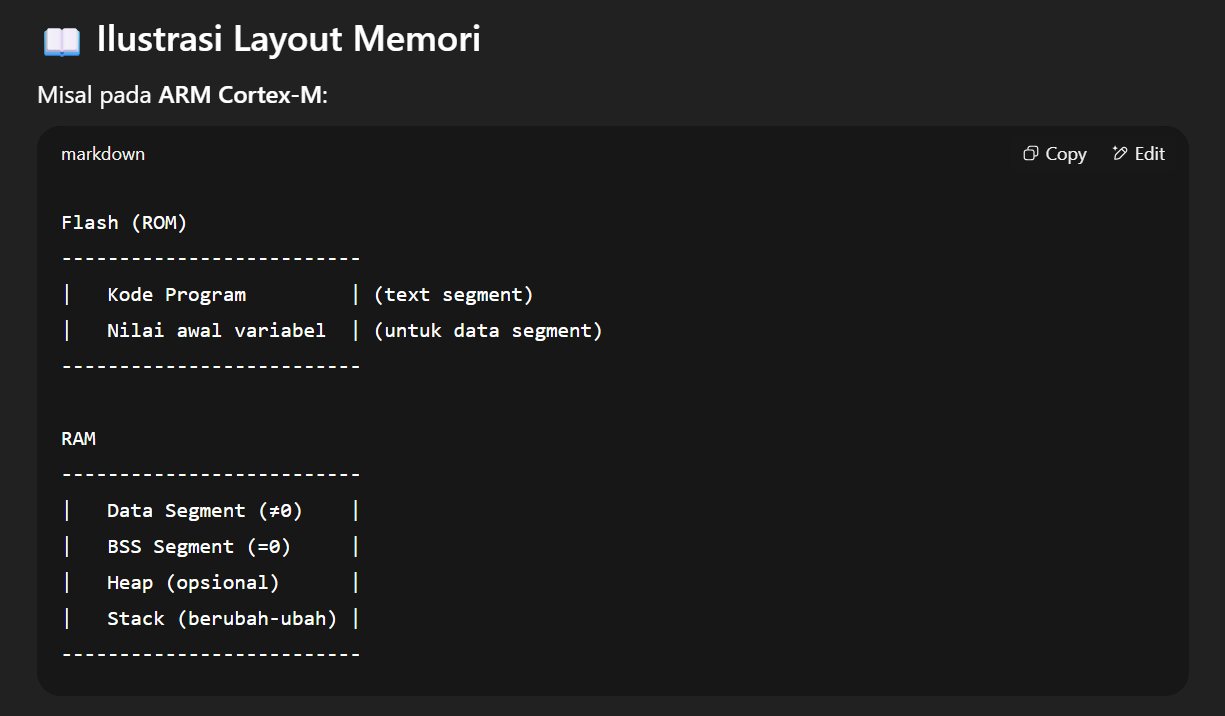 📖 Ilustrasi Layout Memori
Misal pada ARM Cortex-M:
markdown
Copy
Edit
Flash (ROM)
--------------------------
|   Kode Program         | (text segment)
|   Nilai awal variabel  | (untuk data segment)
--------------------------
RAM
--------------------------
|   Data Segment (≠0)    |
|   BSS Segment (=0)     |
|   Heap (opsional)      |
|   Stack (berubah-ubah) |
--------------------------